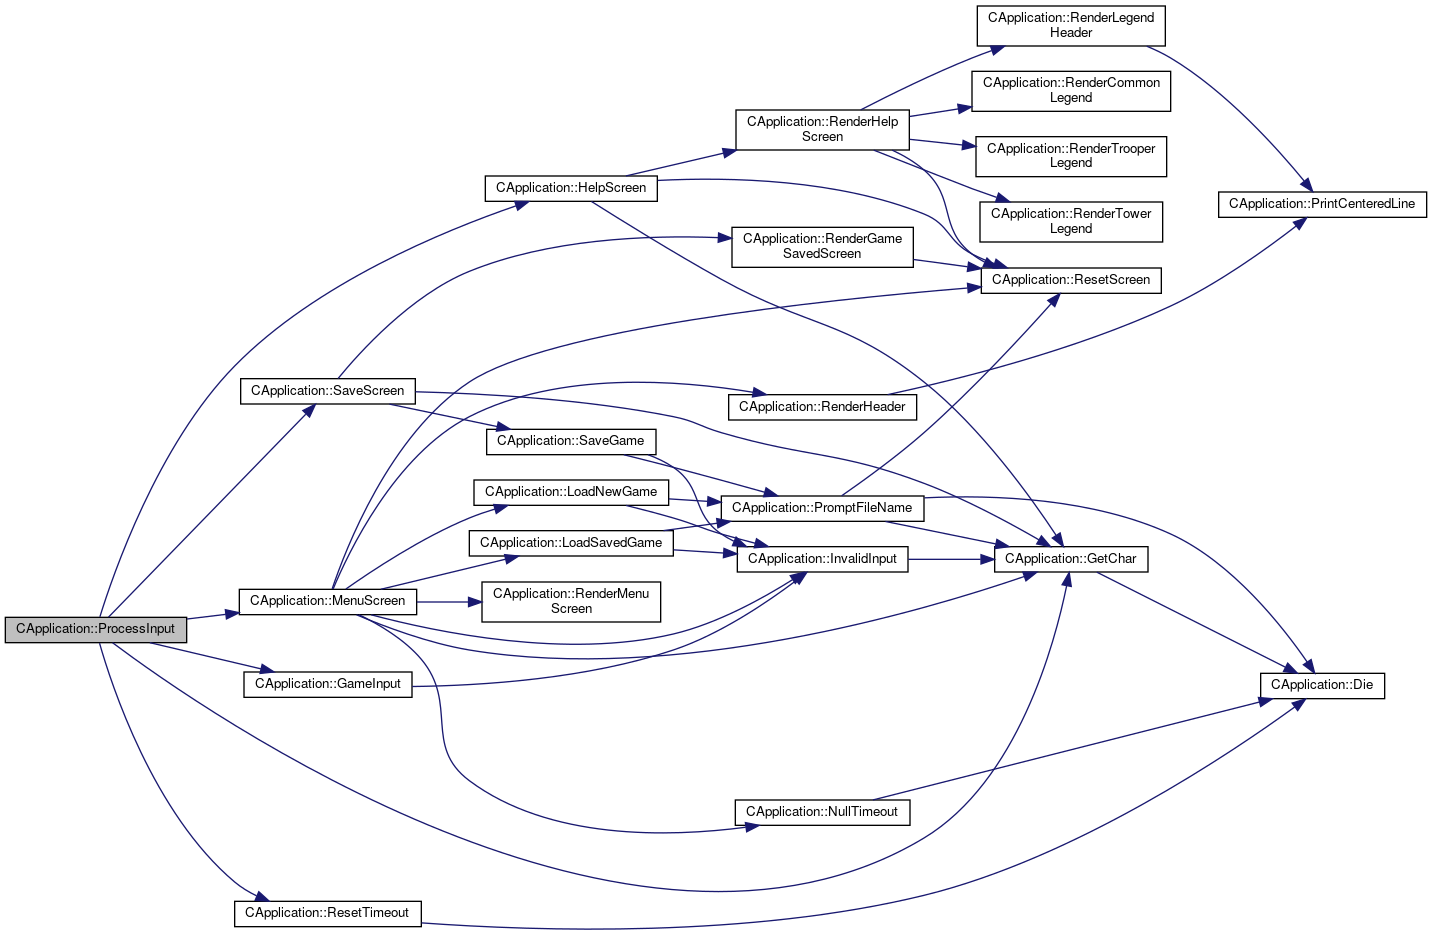 CApplication::RenderLegend
Header
CApplication::RenderCommon
Legend
CApplication::RenderHelp
Screen
CApplication::RenderTrooper
Legend
CApplication::HelpScreen
CApplication::PrintCenteredLine
CApplication::RenderTower
Legend
CApplication::RenderGame
SavedScreen
CApplication::ResetScreen
CApplication::SaveScreen
CApplication::RenderHeader
CApplication::SaveGame
CApplication::LoadNewGame
CApplication::PromptFileName
CApplication::LoadSavedGame
CApplication::InvalidInput
CApplication::GetChar
CApplication::MenuScreen
CApplication::RenderMenu
Screen
CApplication::ProcessInput
CApplication::GameInput
CApplication::Die
CApplication::NullTimeout
CApplication::ResetTimeout